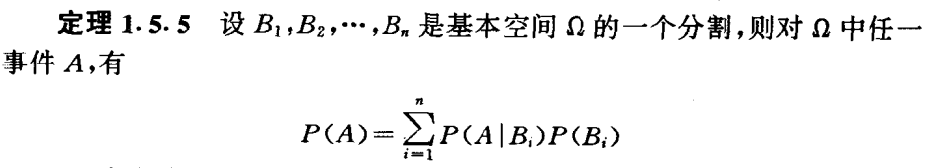 定理 1.5.5 设 B₁,B₂,⋯,Bₙ 是基本空间 Ω 的一个分割,则对 Ω 中任一
事件 A,有
P(A)=∑ᵢ₌₁ⁿ P(A|Bᵢ)P(Bᵢ)